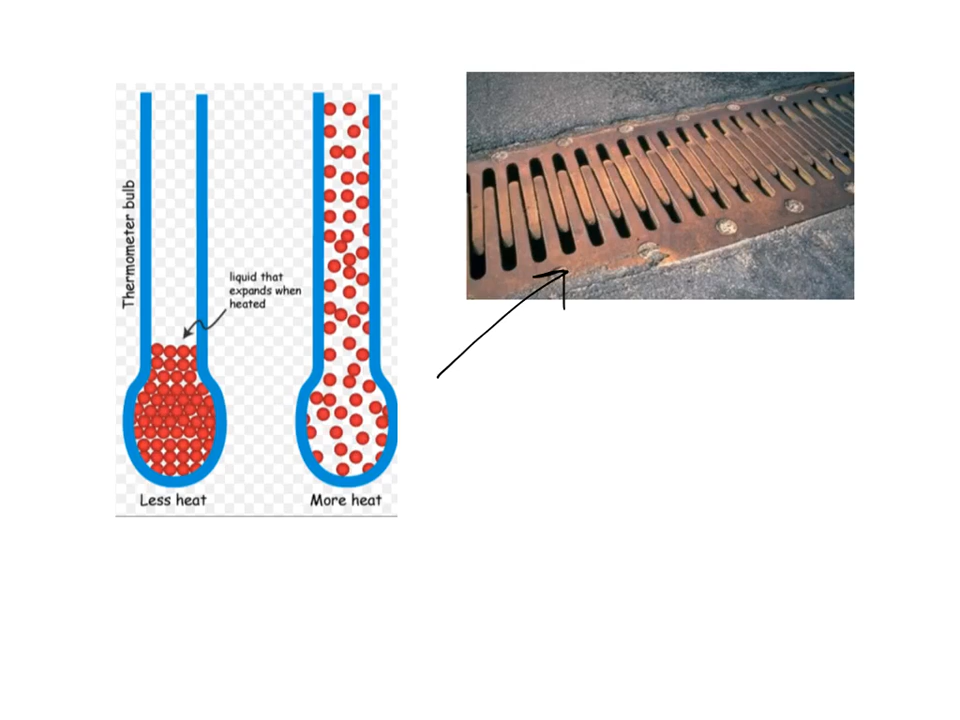 Thermometer bulb
liquid that
expands when
heated
Less heat
More heat